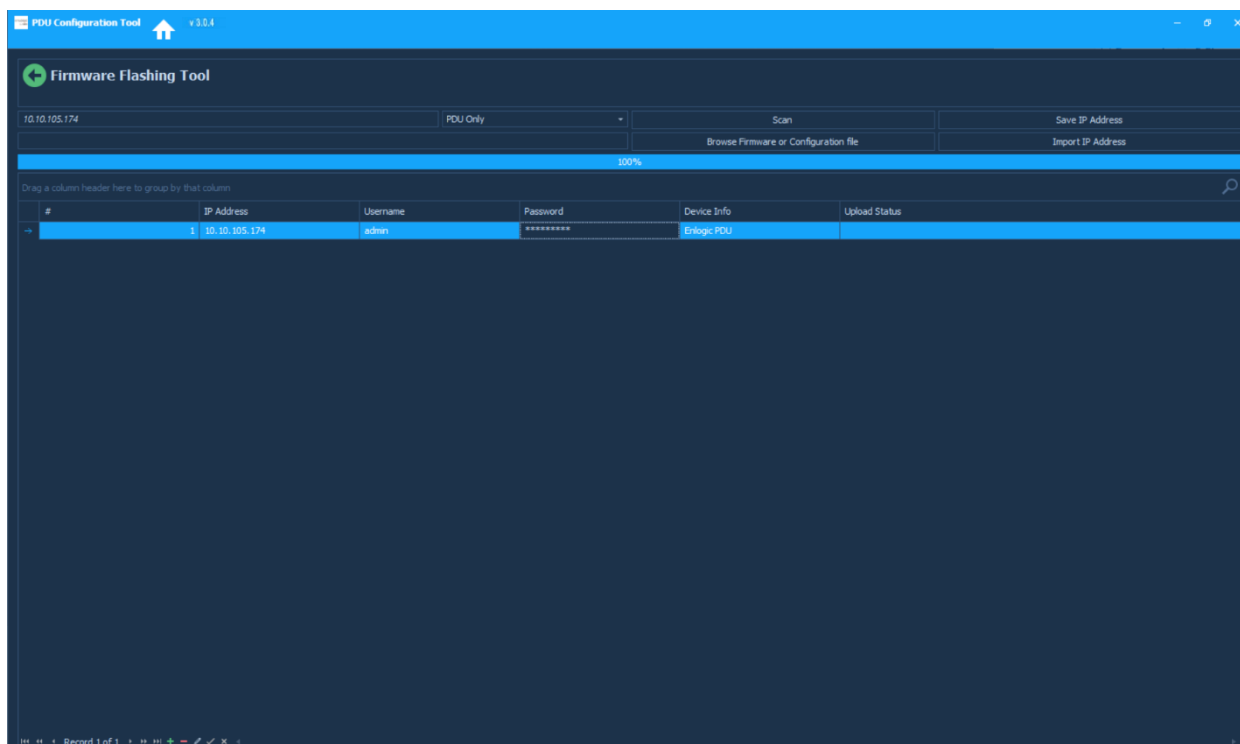 PDU Configuration Tool v 3.0.4
Firmware Flashing Tool
10.10.105.174 PDU Only Scan Save IP Address
Browse Firmware or Configuration file Import IP Address
100%
Drag a column header here to group by that column
# IP Address Username Password Device Info Upload Status
1 10.10.105.174 admin ********* Enlogic PDU
Record 1 of 1